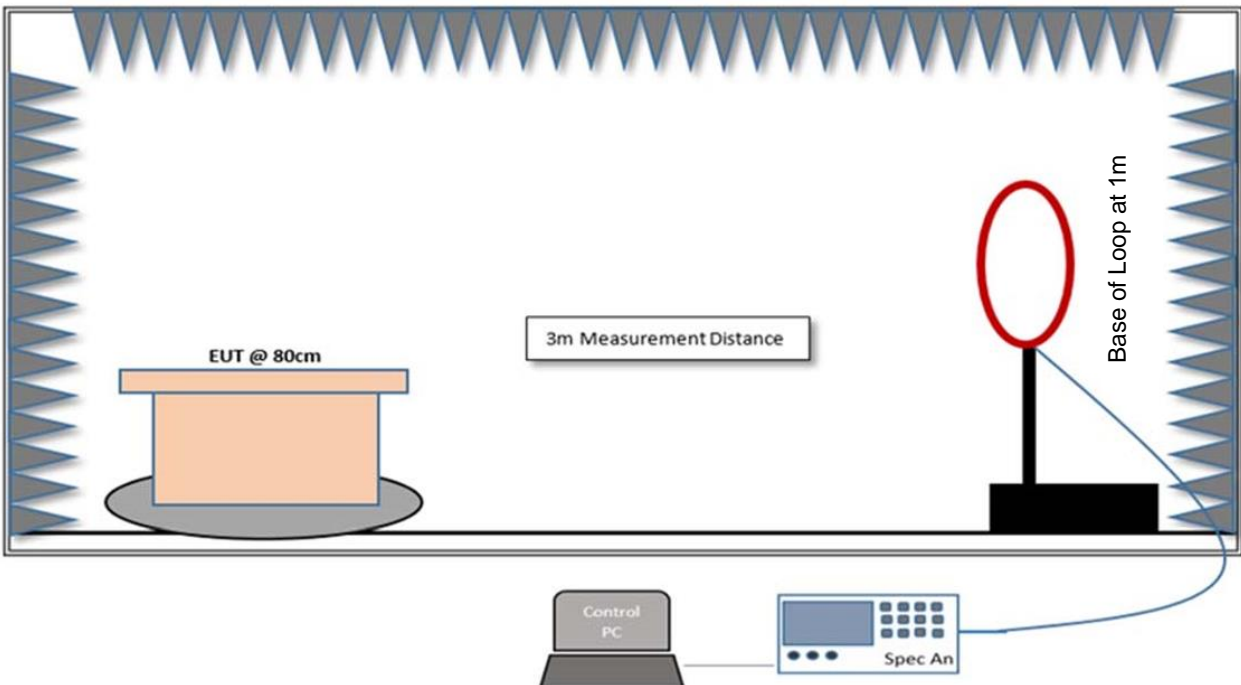 Base of Loop at 1m
3m Measurement Distance
EUT @ 80cm
Control
PC
Spec An